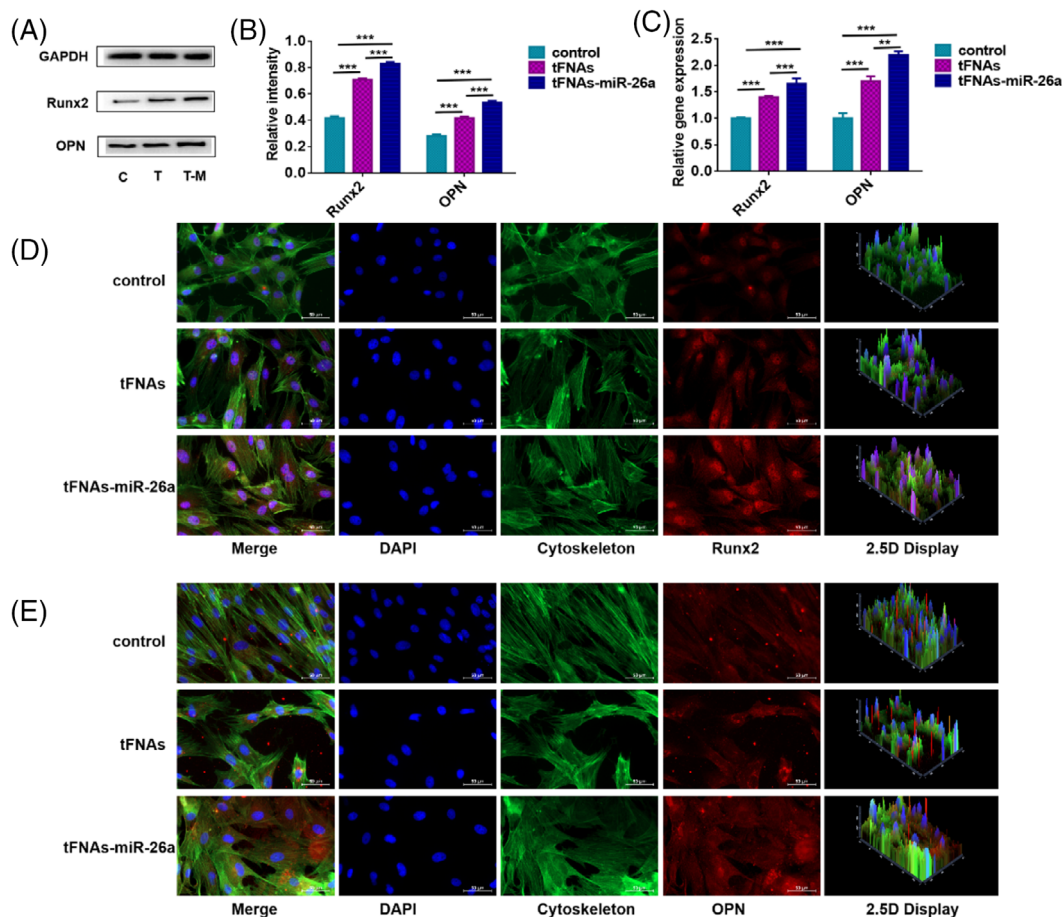 (A)
GAPDH
Runx2
OPN
C T T-M
(B)
Relative intensity
1.0
0.8
0.6
0.4
0.2
0.0
*** *** *** *** *** ***
Runx2 OPN
control
tFNAs
tFNAs-miR-26a
(C)
Relative gene expression
2.5
2.0
1.5
1.0
0.5
0.0
*** *** *** *** *** **
Runx2 OPN
control
tFNAs
tFNAs-miR-26a
(D)
control
tFNAs
tFNAs-miR-26a
Merge DAPI Cytoskeleton Runx2 2.5D Display
(E)
control
tFNAs
tFNAs-miR-26a
Merge DAPI Cytoskeleton OPN 2.5D Display